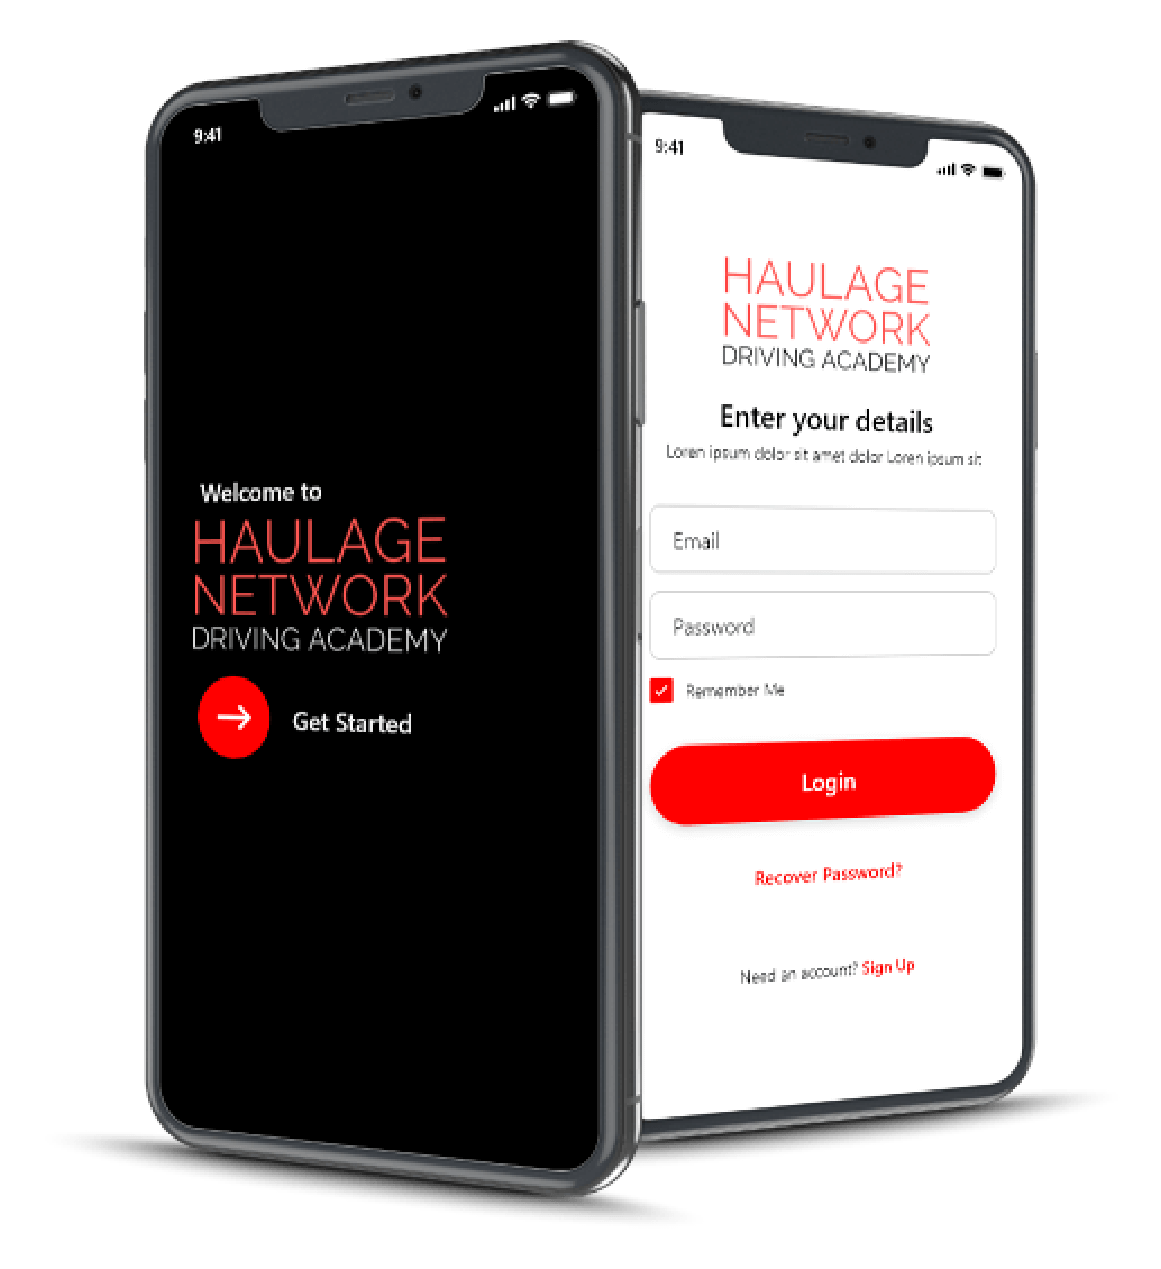 9:41
Welcome to
HAULAGE
NETWORK
DRIVING ACADEMY
Get Started
9:41
HAULAGE
NETWORK
DRIVING ACADEMY
Enter your details
Loren ipsum dolor sit amet dolor Loren ipsum sit
Email
Password
Remember Me
Login
Recover Password?
Need an account? Sign Up